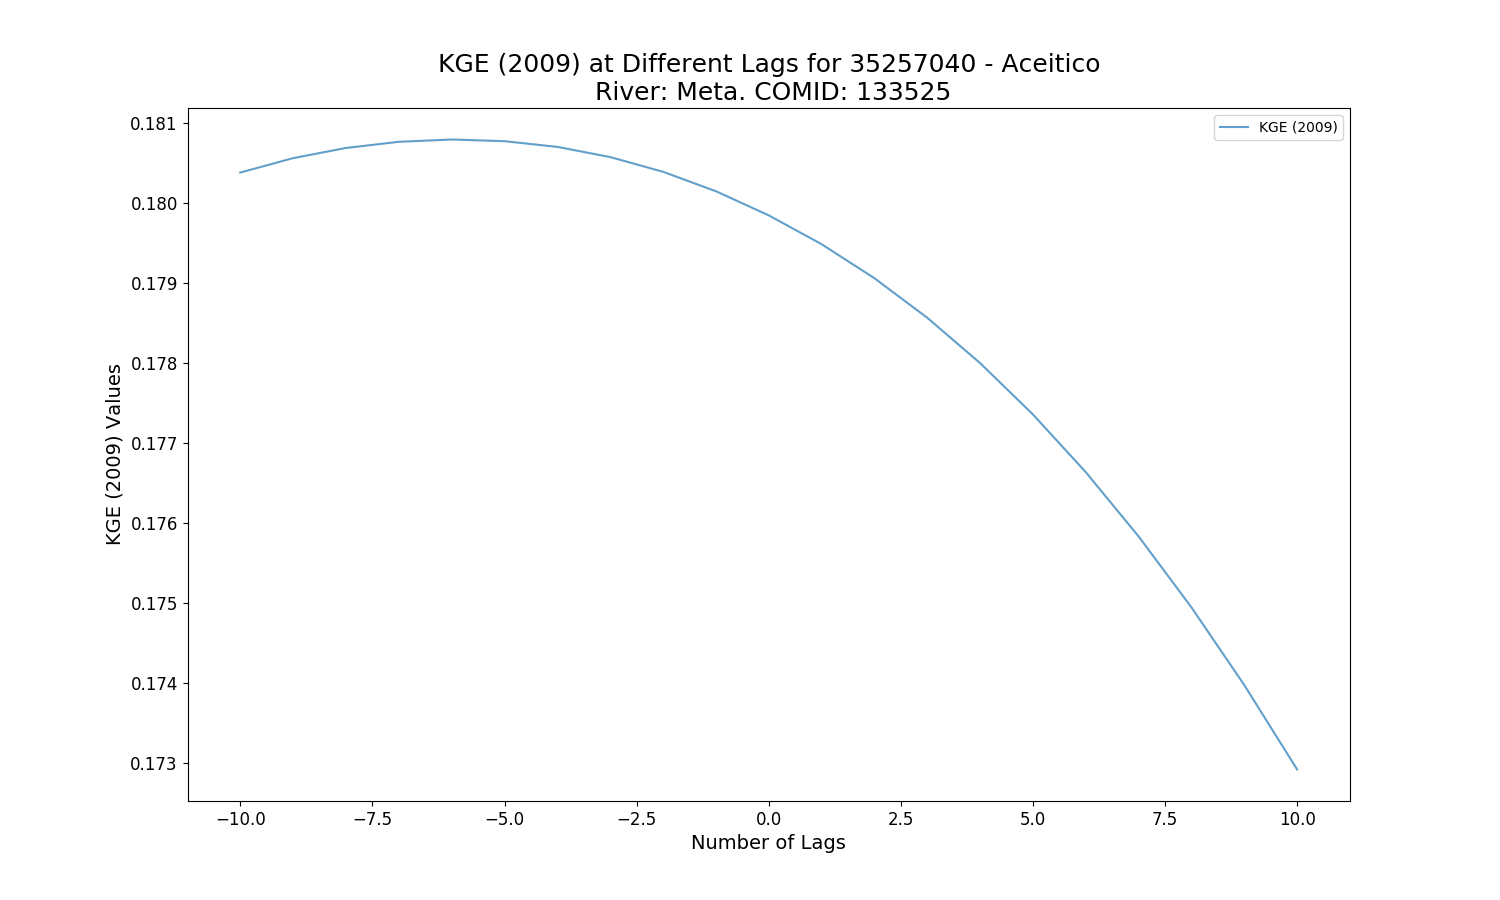 KGE (2009) at Different Lags for 35257040 - Aceitico
River: Meta. COMID: 133525
KGE (2009)
KGE (2009) Values
0.181
0.180
0.179
0.178
0.177
0.176
0.175
0.174
0.173
−10.0 −7.5 −5.0 −2.5 0.0 2.5 5.0 7.5 10.0
Number of Lags